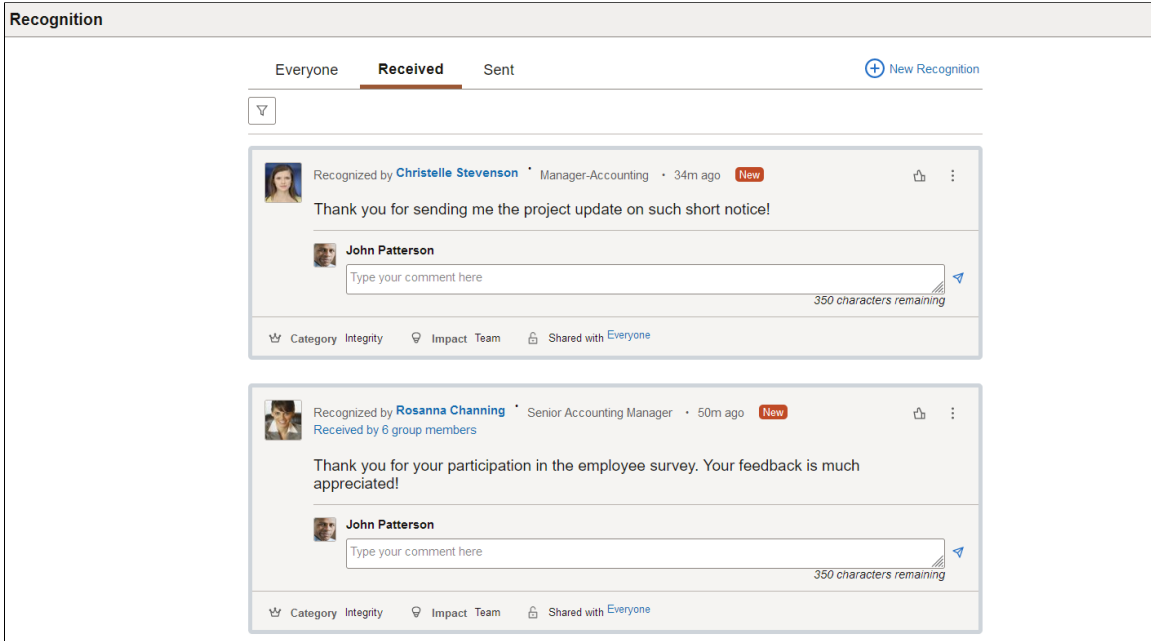 Recognition
Everyone Received Sent New Recognition
Recognized by Christelle Stevenson • Manager-Accounting • 34m ago New
Thank you for sending me the project update on such short notice!
John Patterson
Type your comment here
350 characters remaining
Category Integrity Impact Team Shared with Everyone
Recognized by Rosanna Channing • Senior Accounting Manager • 50m ago New
Received by 6 group members
Thank you for your participation in the employee survey. Your feedback is much
appreciated!
John Patterson
Type your comment here
350 characters remaining
Category Integrity Impact Team Shared with Everyone